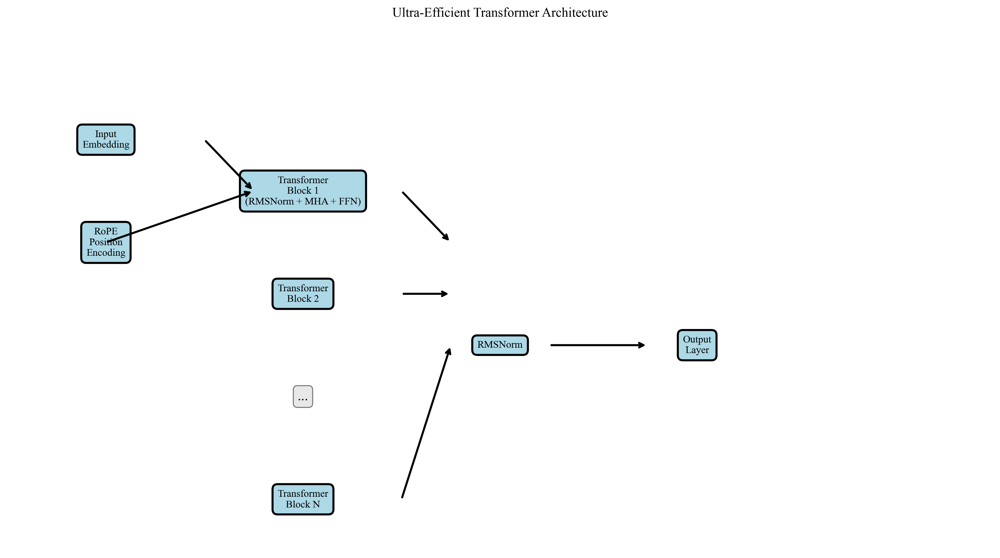 Ultra-Efficient Transformer Architecture
Input
Embedding
Transformer
Block 1
(RMSNorm + MHA + FFN)
RoPE
Position
Encoding
Transformer
Block 2
RMSNorm
Output
Layer
...
Transformer
Block N